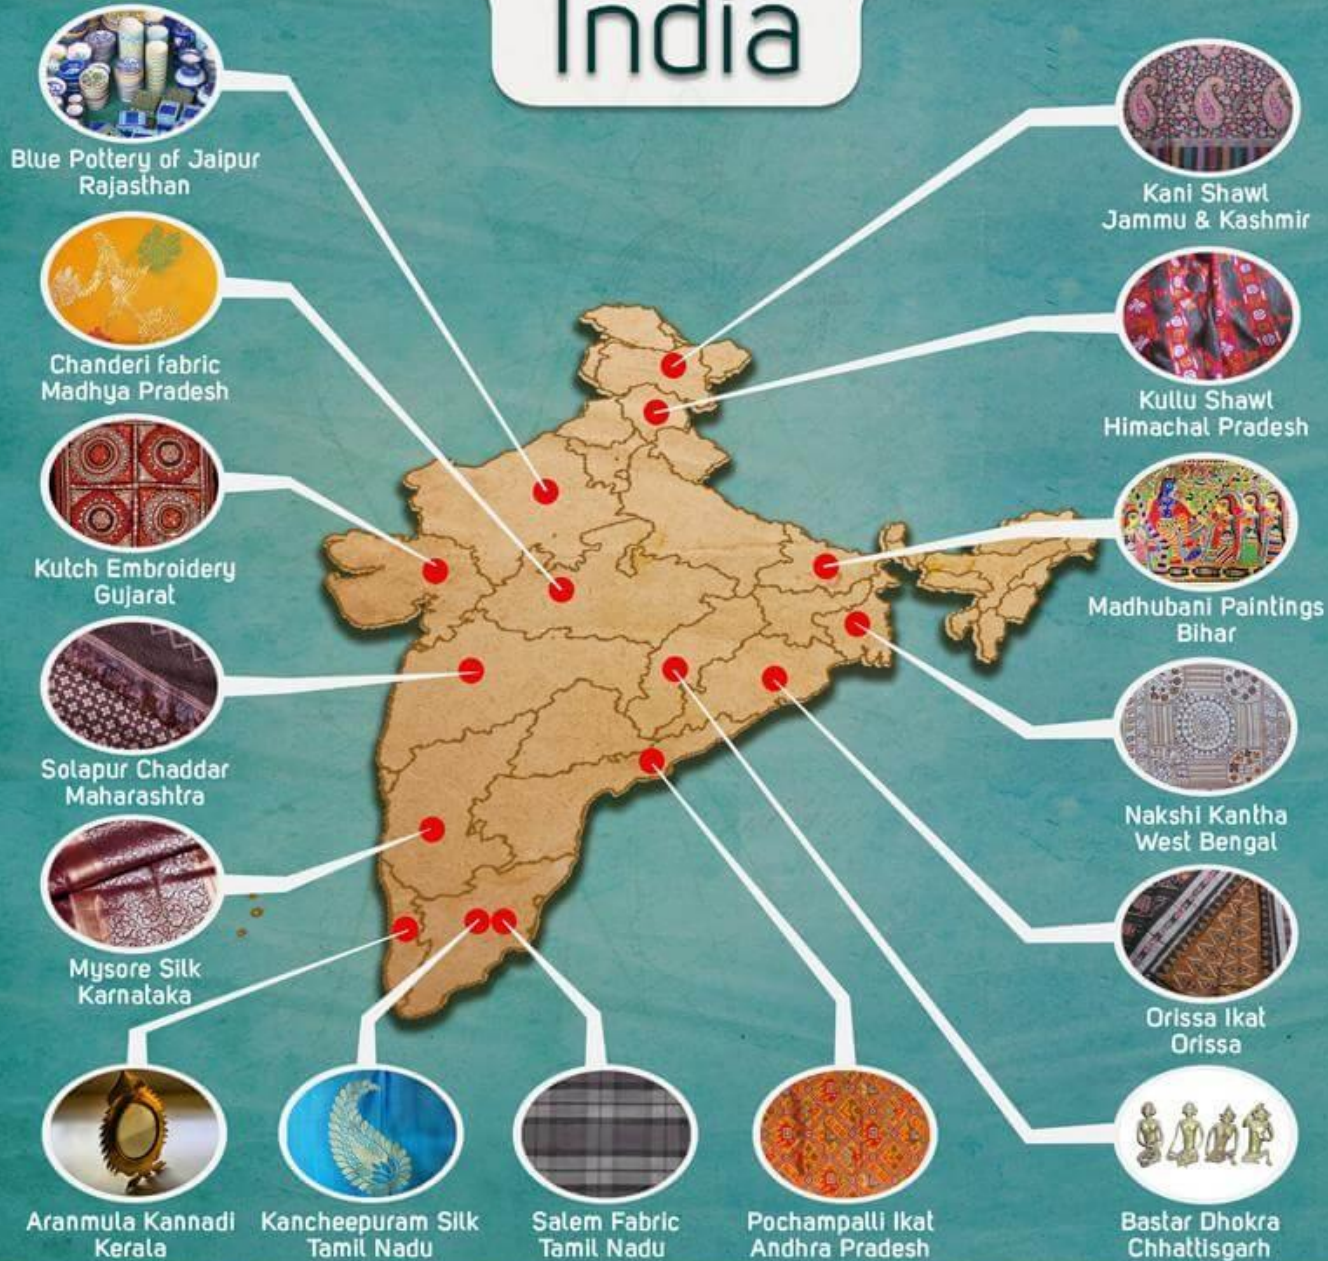 India
Blue Pottery of Jaipur
Rajasthan
Kani Shawl
Jammu & Kashmir
Chanderi fabric
Madhya Pradesh
Kullu Shawl
Himachal Pradesh
Kutch Embroidery
Gujarat
Madhubani Paintings
Bihar
Solapur Chaddar
Maharashtra
Nakshi Kantha
West Bengal
Mysore Silk
Karnataka
Orissa Ikat
Orissa
Aranmula Kannadi
Kerala
Kancheepuram Silk
Tamil Nadu
Salem Fabric
Tamil Nadu
Pochampalli Ikat
Andhra Pradesh
Bastar Dhokra
Chhattisgarh